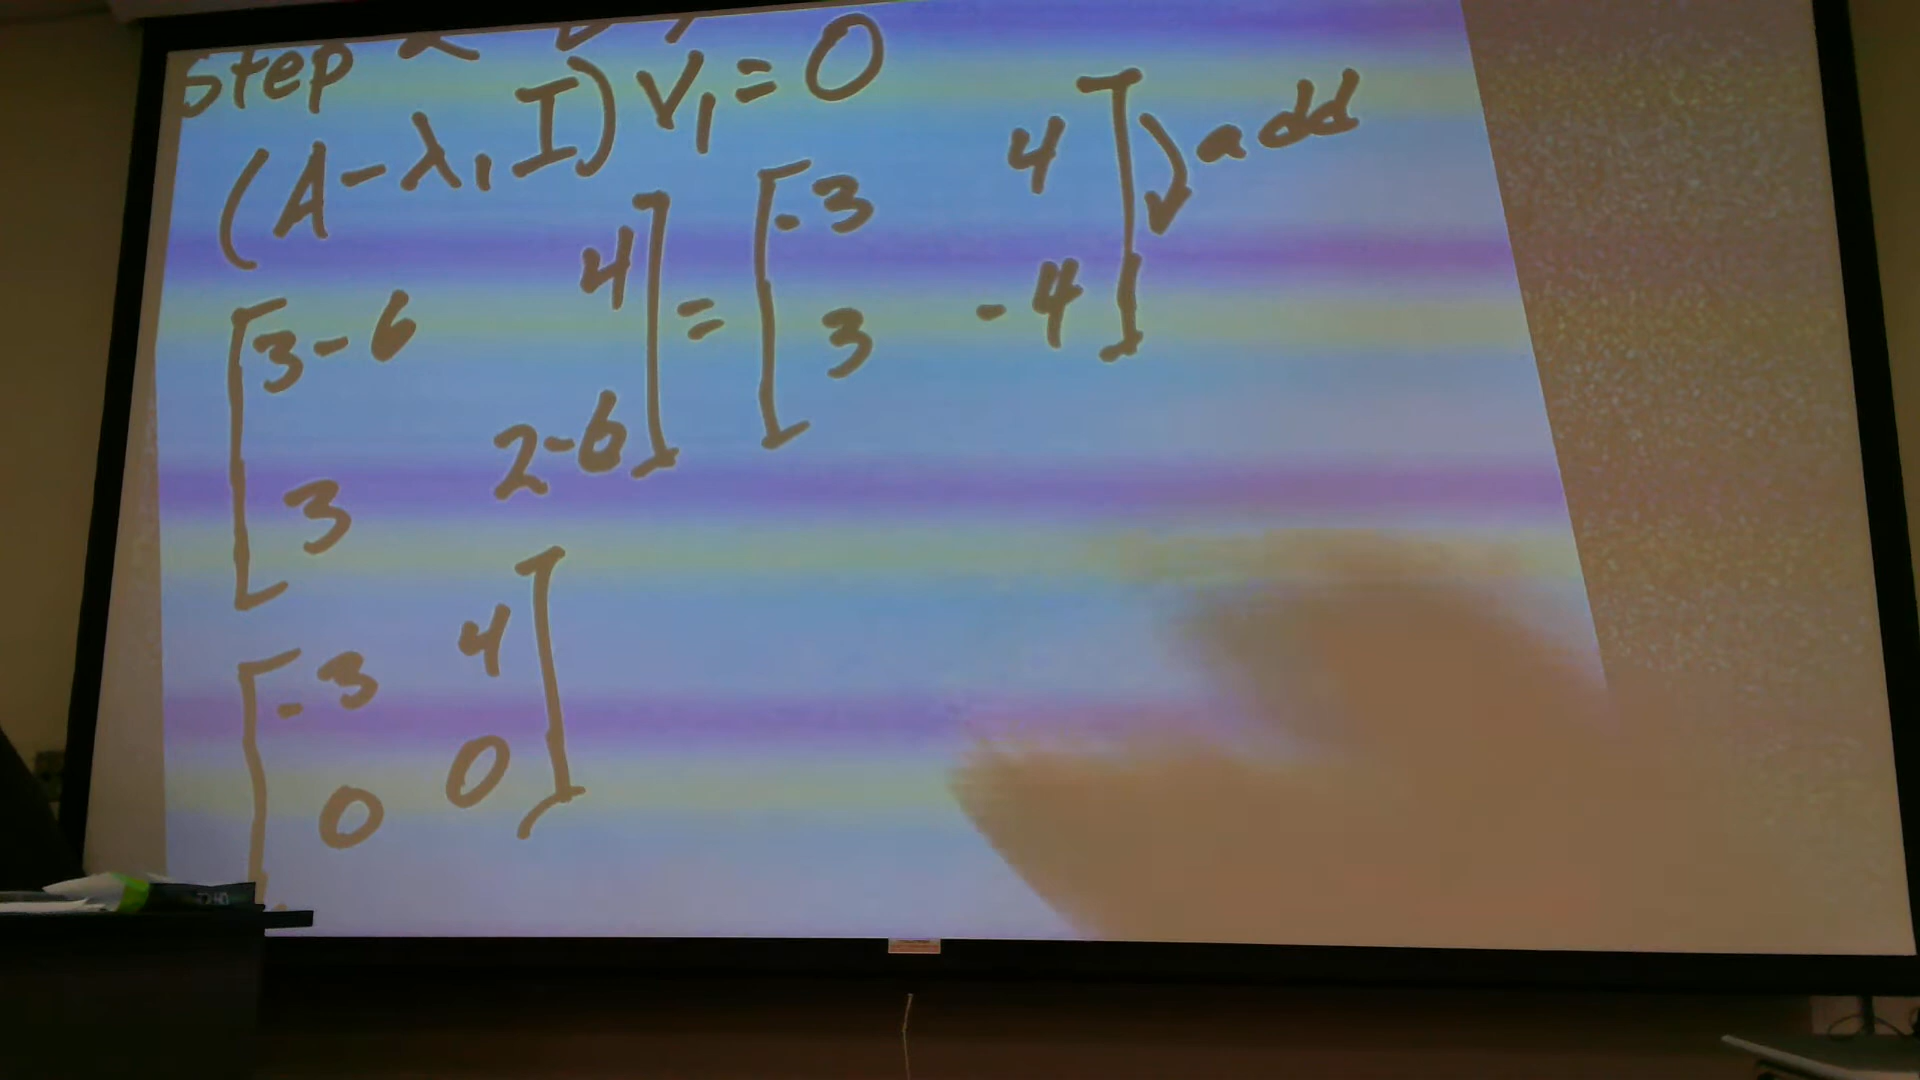 Step 2
(A-λ₁I)v₁=0
[3-6 4] = [-3 4] add
[3 2-6] [3 -4]
[-3 4]
[0 0]